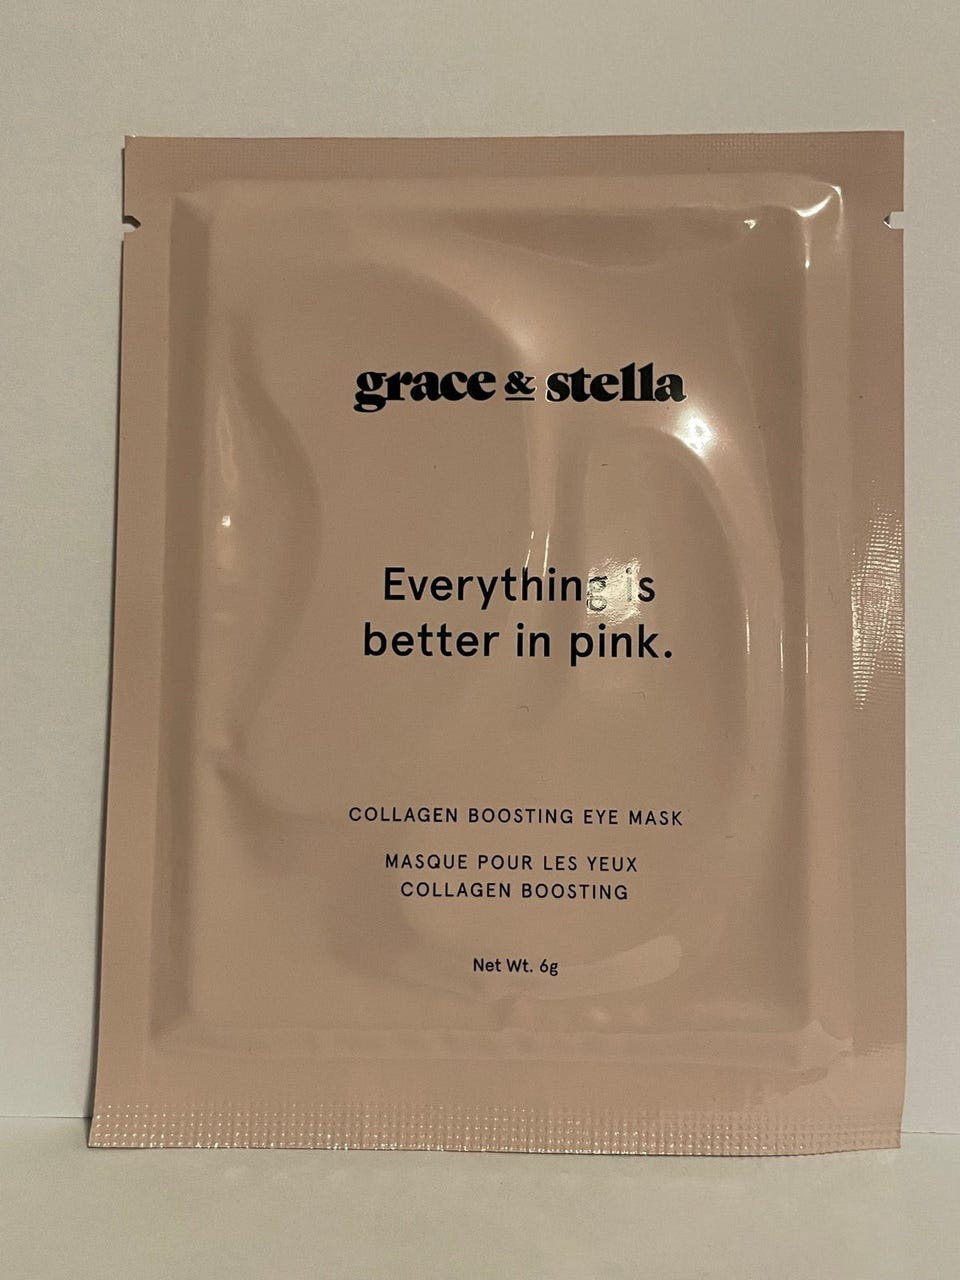 grace & stella
Everything is
better in pink.
COLLAGEN BOOSTING EYE MASK
MASQUE POUR LES YEUX
COLLAGEN BOOSTING
Net Wt. 6g